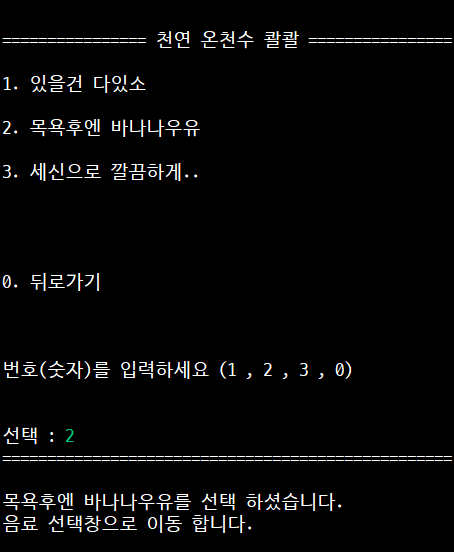 ================ 천연 온천수 콸콸 ================
1. 있을건 다있소
2. 목욕후엔 바나나우유
3. 세신으로 깔끔하게..
0. 뒤로가기
번호(숫자)를 입력하세요 (1 , 2 , 3 , 0)
선택 : 2
==================================================
목욕후엔 바나나우유를 선택 하셨습니다.
음료 선택창으로 이동 합니다.